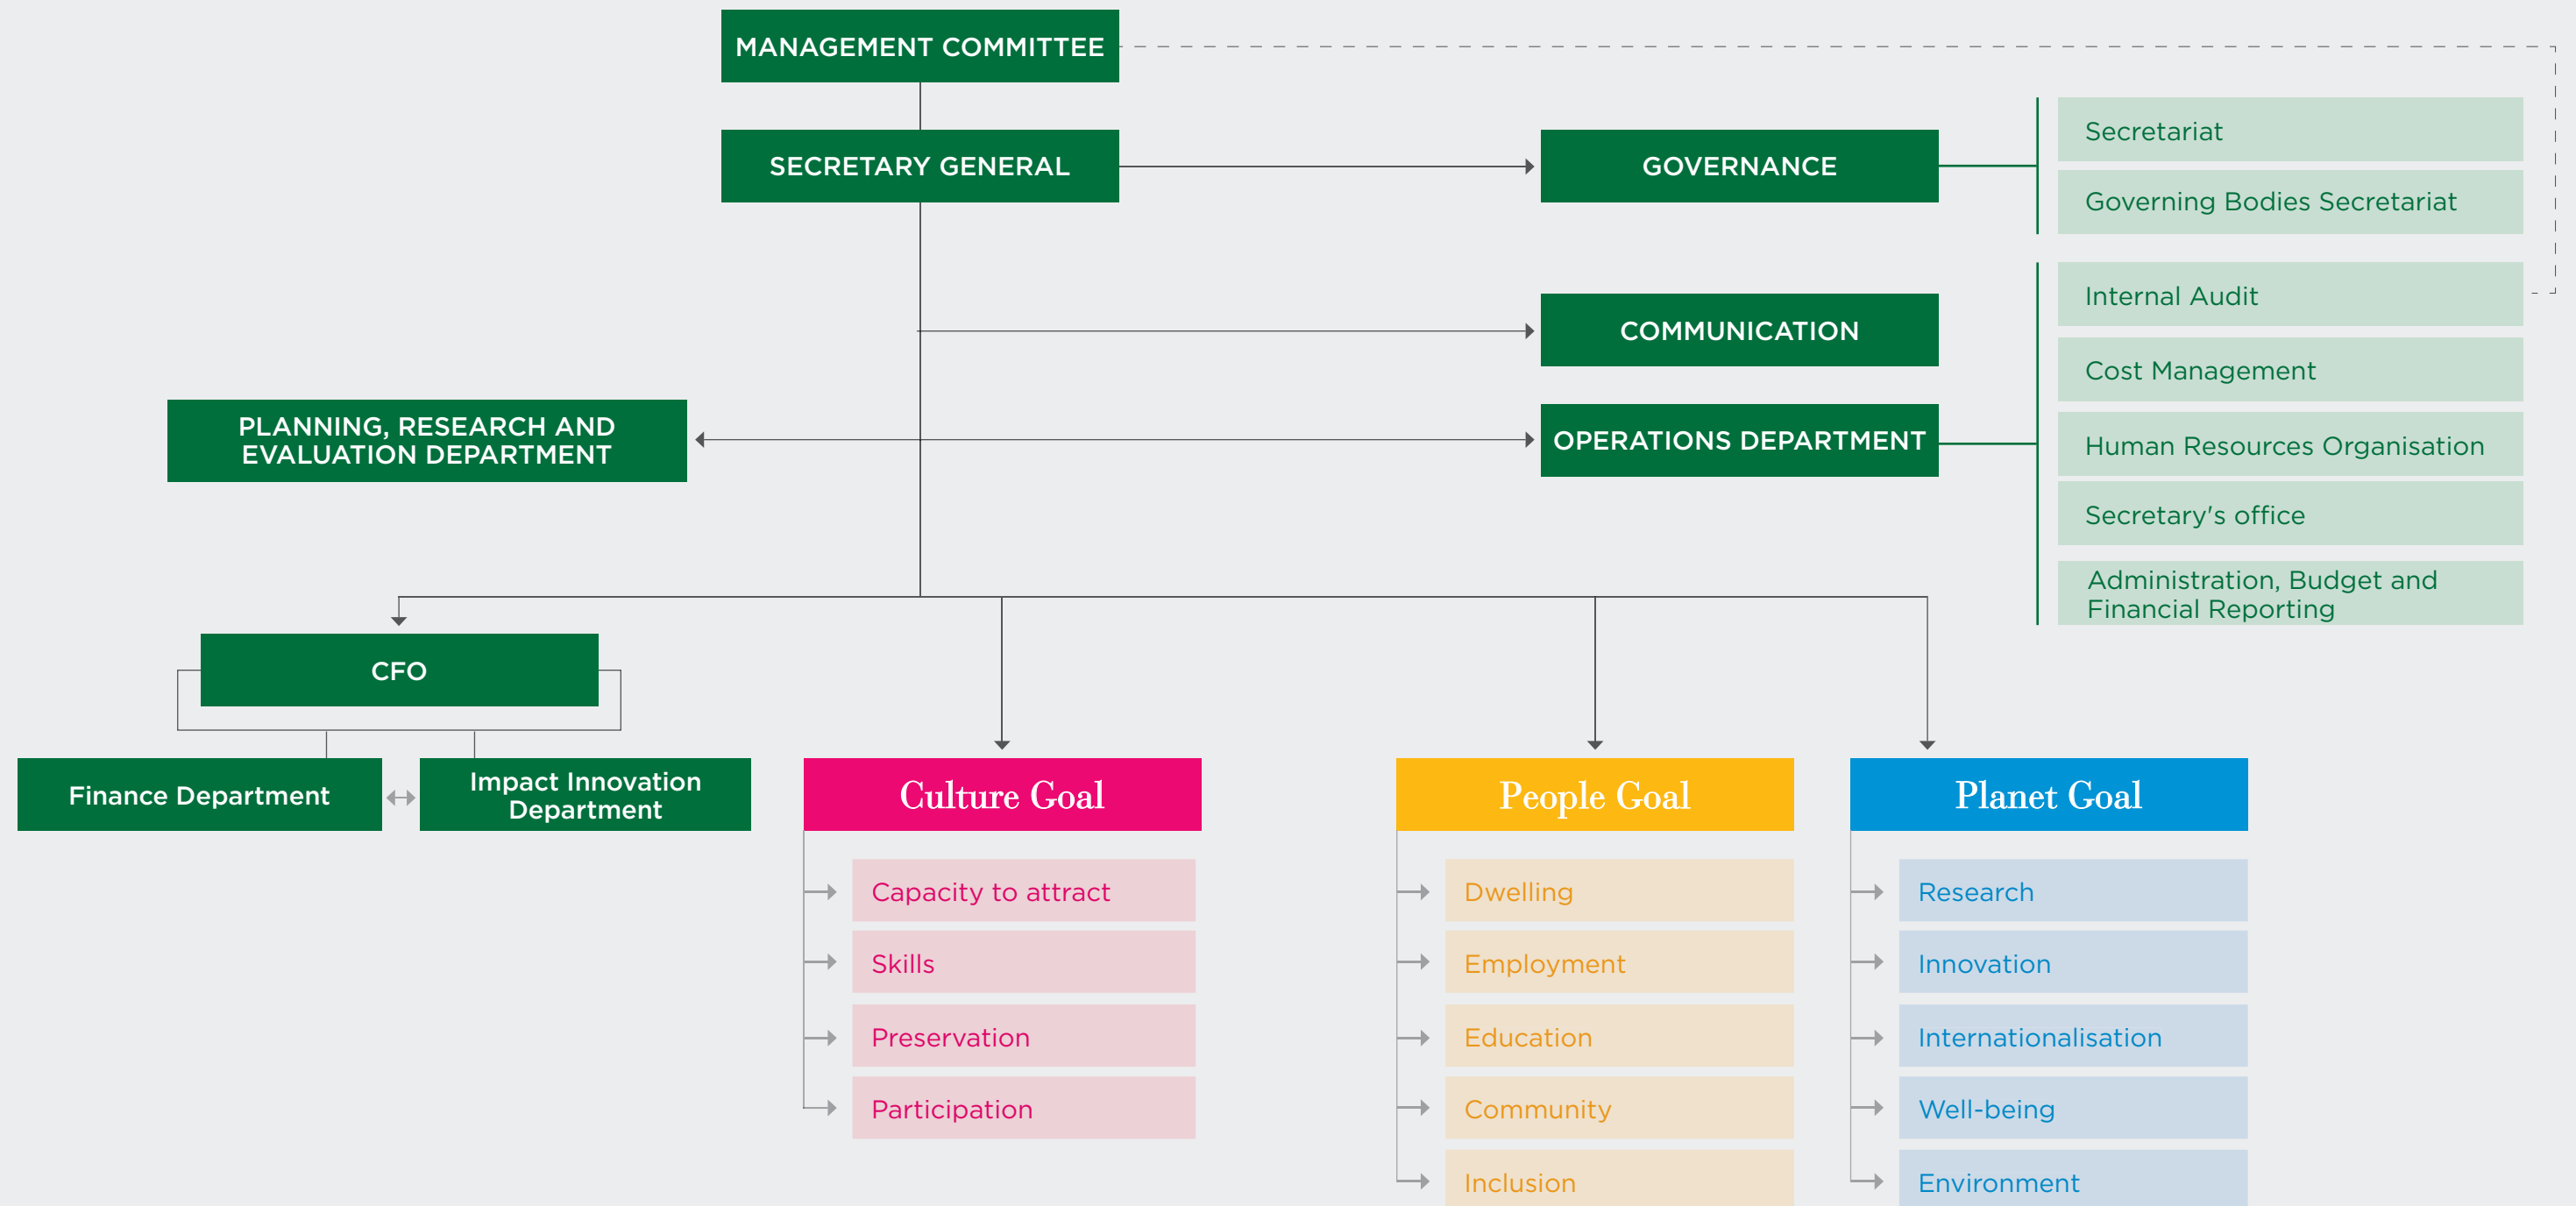 MANAGEMENT COMMITTEE
SECRETARY GENERAL
GOVERNANCE
Secretariat
Governing Bodies Secretariat
COMMUNICATION
PLANNING, RESEARCH AND
EVALUATION DEPARTMENT
OPERATIONS DEPARTMENT
Internal Audit
Cost Management
Human Resources Organisation
Secretary's office
Administration, Budget and
Financial Reporting
CFO
Finance Department
Impact Innovation
Department
Culture Goal
Capacity to attract
Skills
Preservation
Participation
People Goal
Dwelling
Employment
Education
Community
Inclusion
Planet Goal
Research
Innovation
Internationalisation
Well-being
Environment